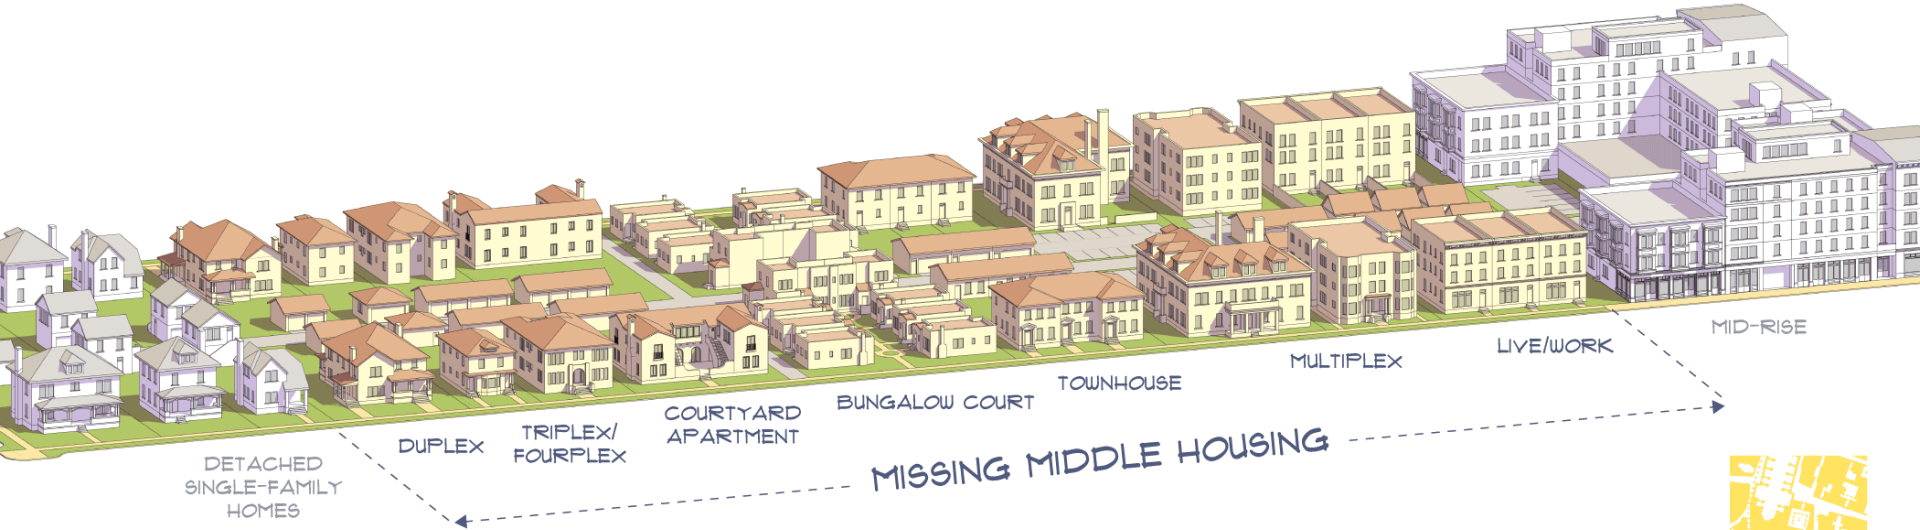 DETACHED
SINGLE-FAMILY
HOMES
DUPLEX
TRIPLEX/
FOURPLEX
COURTYARD
APARTMENT
BUNGALOW COURT
TOWNHOUSE
MULTIPLEX
LIVE/WORK
MID-RISE
MISSING MIDDLE HOUSING